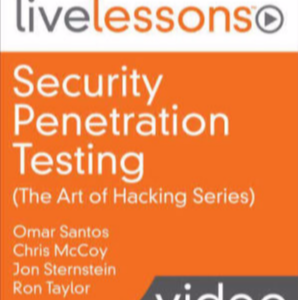 livelessons
Security
Penetration
Testing
(The Art of Hacking Series)
Omar Santos
Chris McCoy
Jon Sternstein
Ron Taylor
video